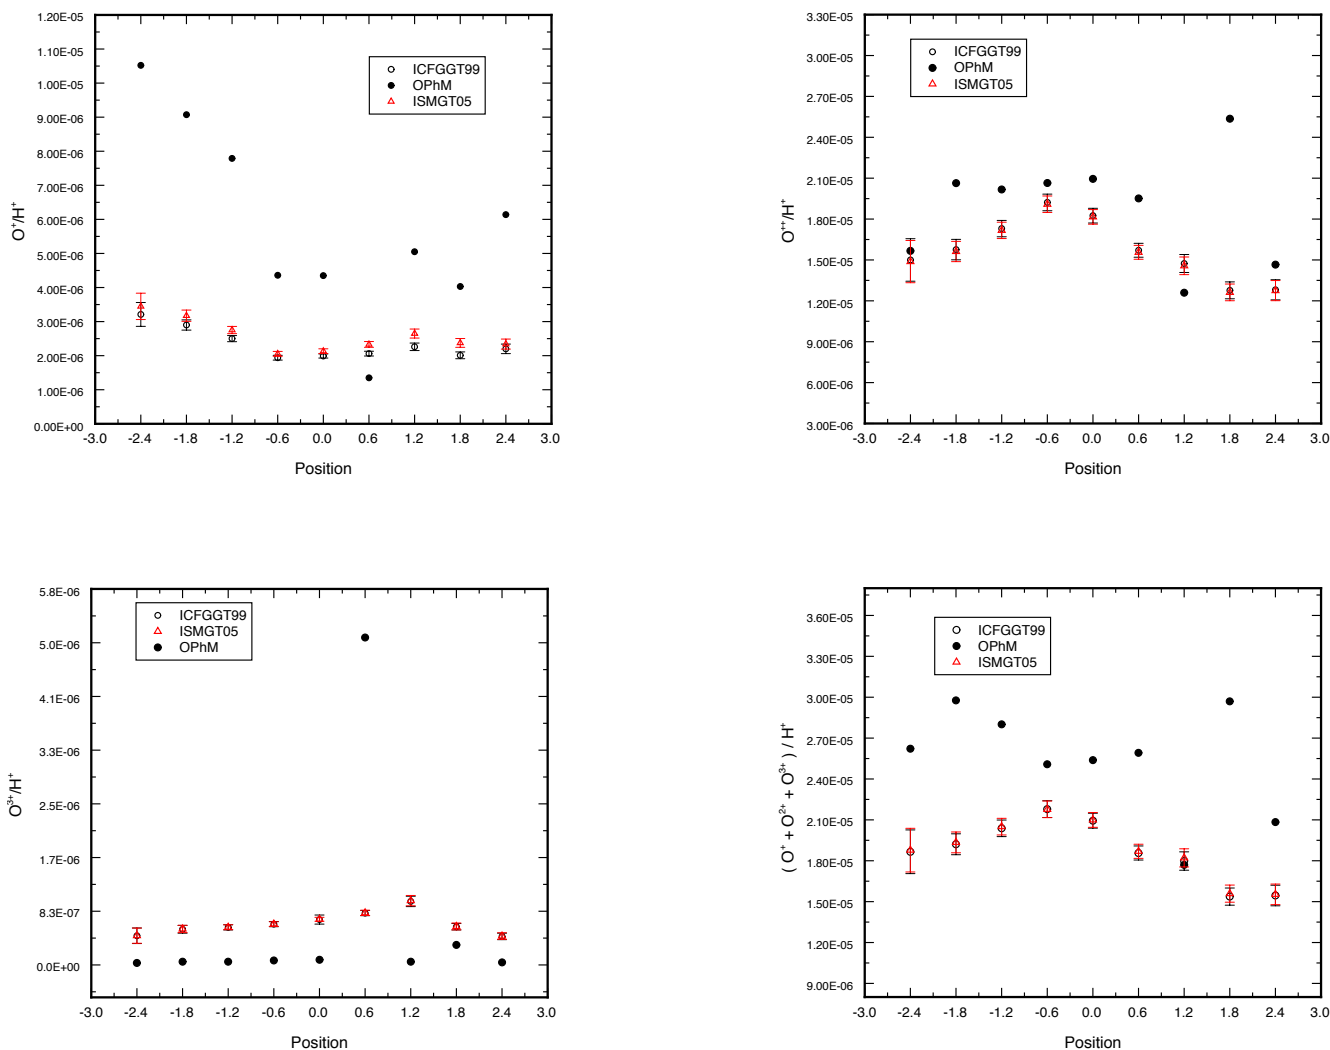 1.20E-05
1.10E-05
1.00E-05
9.00E-06
8.00E-06
7.00E-06
6.00E-06
5.00E-06
4.00E-06
3.00E-06
2.00E-06
1.00E-06
0.00E+00
O⁺/H⁺
ICFGGT99
OPhM
ISMGT05
-3.0 -2.4 -1.8 -1.2 -0.6 0.0 0.6 1.2 1.8 2.4 3.0
Position
3.30E-05
3.00E-05
2.70E-05
2.40E-05
2.10E-05
1.80E-05
1.50E-05
1.20E-05
9.00E-06
6.00E-06
3.00E-06
O⁺⁺/H⁺
ICFGGT99
OPhM
ISMGT05
-3.0 -2.4 -1.8 -1.2 -0.6 0.0 0.6 1.2 1.8 2.4 3.0
Position
5.8E-06
5.0E-06
4.1E-06
3.3E-06
2.5E-06
1.7E-06
8.3E-07
0.0E+00
O³⁺/H⁺
ICFGGT99
ISMGT05
OPhM
-3.0 -2.4 -1.8 -1.2 -0.6 0.0 0.6 1.2 1.8 2.4 3.0
Position
3.60E-05
3.30E-05
3.00E-05
2.70E-05
2.40E-05
2.10E-05
1.80E-05
1.50E-05
1.20E-05
9.00E-06
( O⁺ + O²⁺ + O³⁺ ) / H⁺
ICFGGT99
OPhM
ISMGT05
-3.0 -2.4 -1.8 -1.2 -0.6 0.0 0.6 1.2 1.8 2.4 3.0
Position